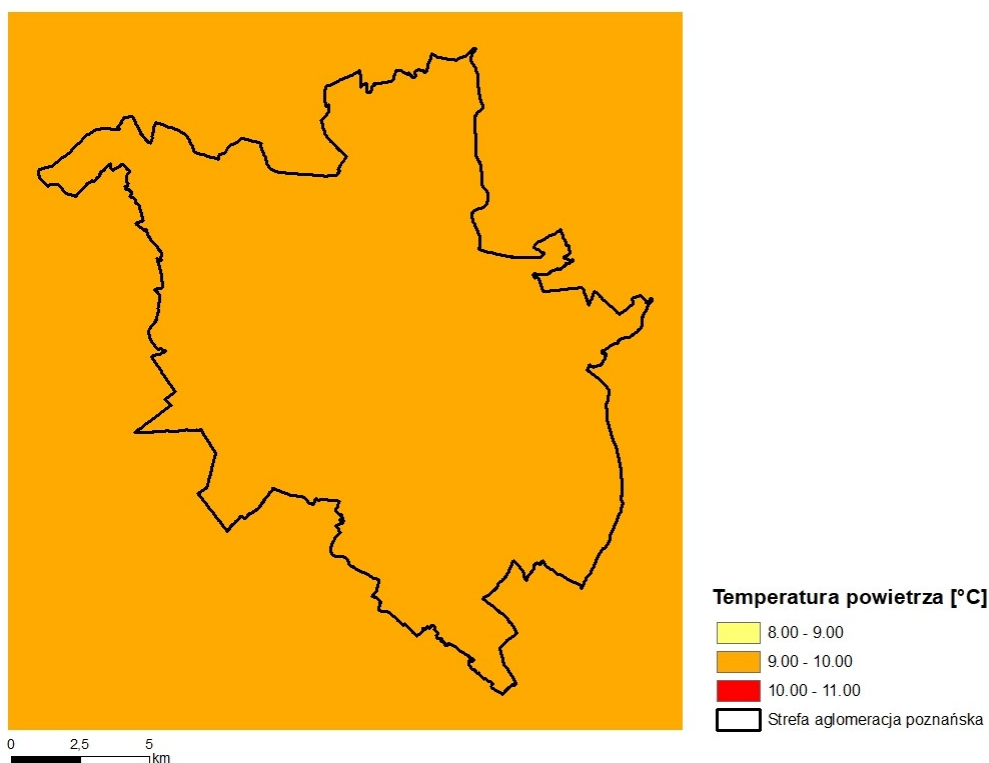 Temperatura powietrza [°C]
8.00 - 9.00
9.00 - 10.00
10.00 - 11.00
Strefa aglomeracja poznańska
0 2,5 5
km